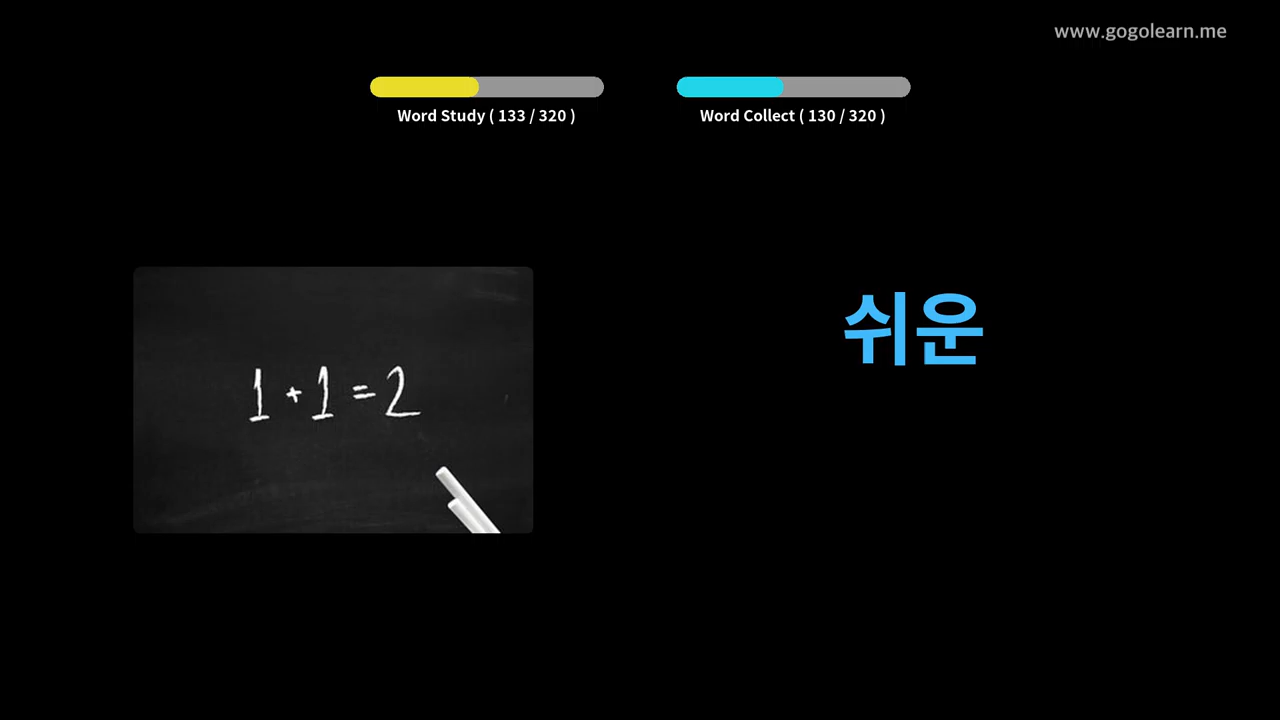 www.gogolearn.me
Word Study ( 133 / 320 )
Word Collect ( 130 / 320 )
1 + 1 = 2
쉬운